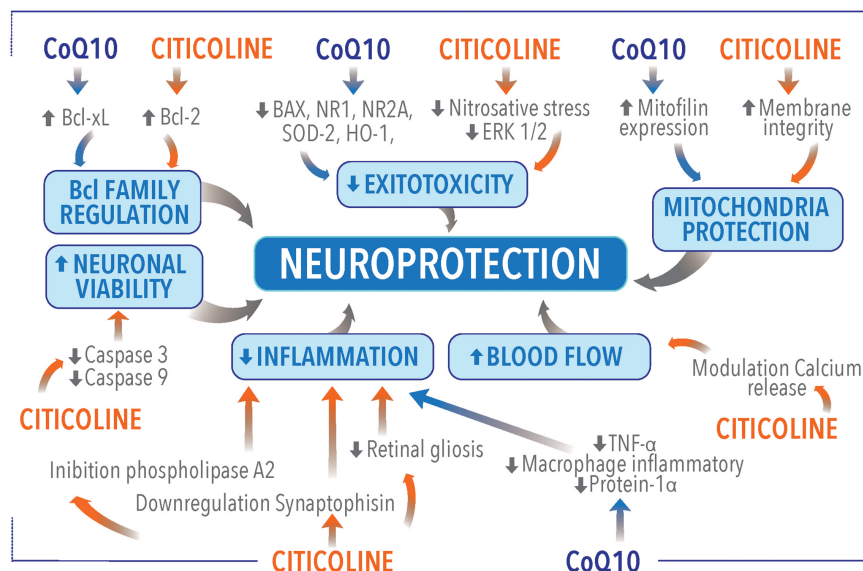 CoQ10
CITICOLINE
CoQ10
CITICOLINE
CoQ10
CITICOLINE
⬆ Bcl-xL
⬆ Bcl-2
⬇ BAX, NR1, NR2A,
SOD-2, HO-1,
⬇ Nitrosative stress
⬇ ERK 1/2
⬆ Mitofilin
expression
⬆ Membrane
integrity
Bcl FAMILY
REGULATION
⬇ EXITOTOXICITY
MITOCHONDRIA
PROTECTION
⬆ NEURONAL
VIABILITY
NEUROPROTECTION
⬇ INFLAMMATION
⬆ BLOOD FLOW
⬇ Caspase 3
⬇ Caspase 9
CITICOLINE
Modulation Calcium
release
CITICOLINE
Inibition phospholipase A2
⬇ Retinal gliosis
Downregulation Synaptophisin
CITICOLINE
⬇ TNF-α
⬇ Macrophage inflammatory
⬇ Protein-1α
CoQ10